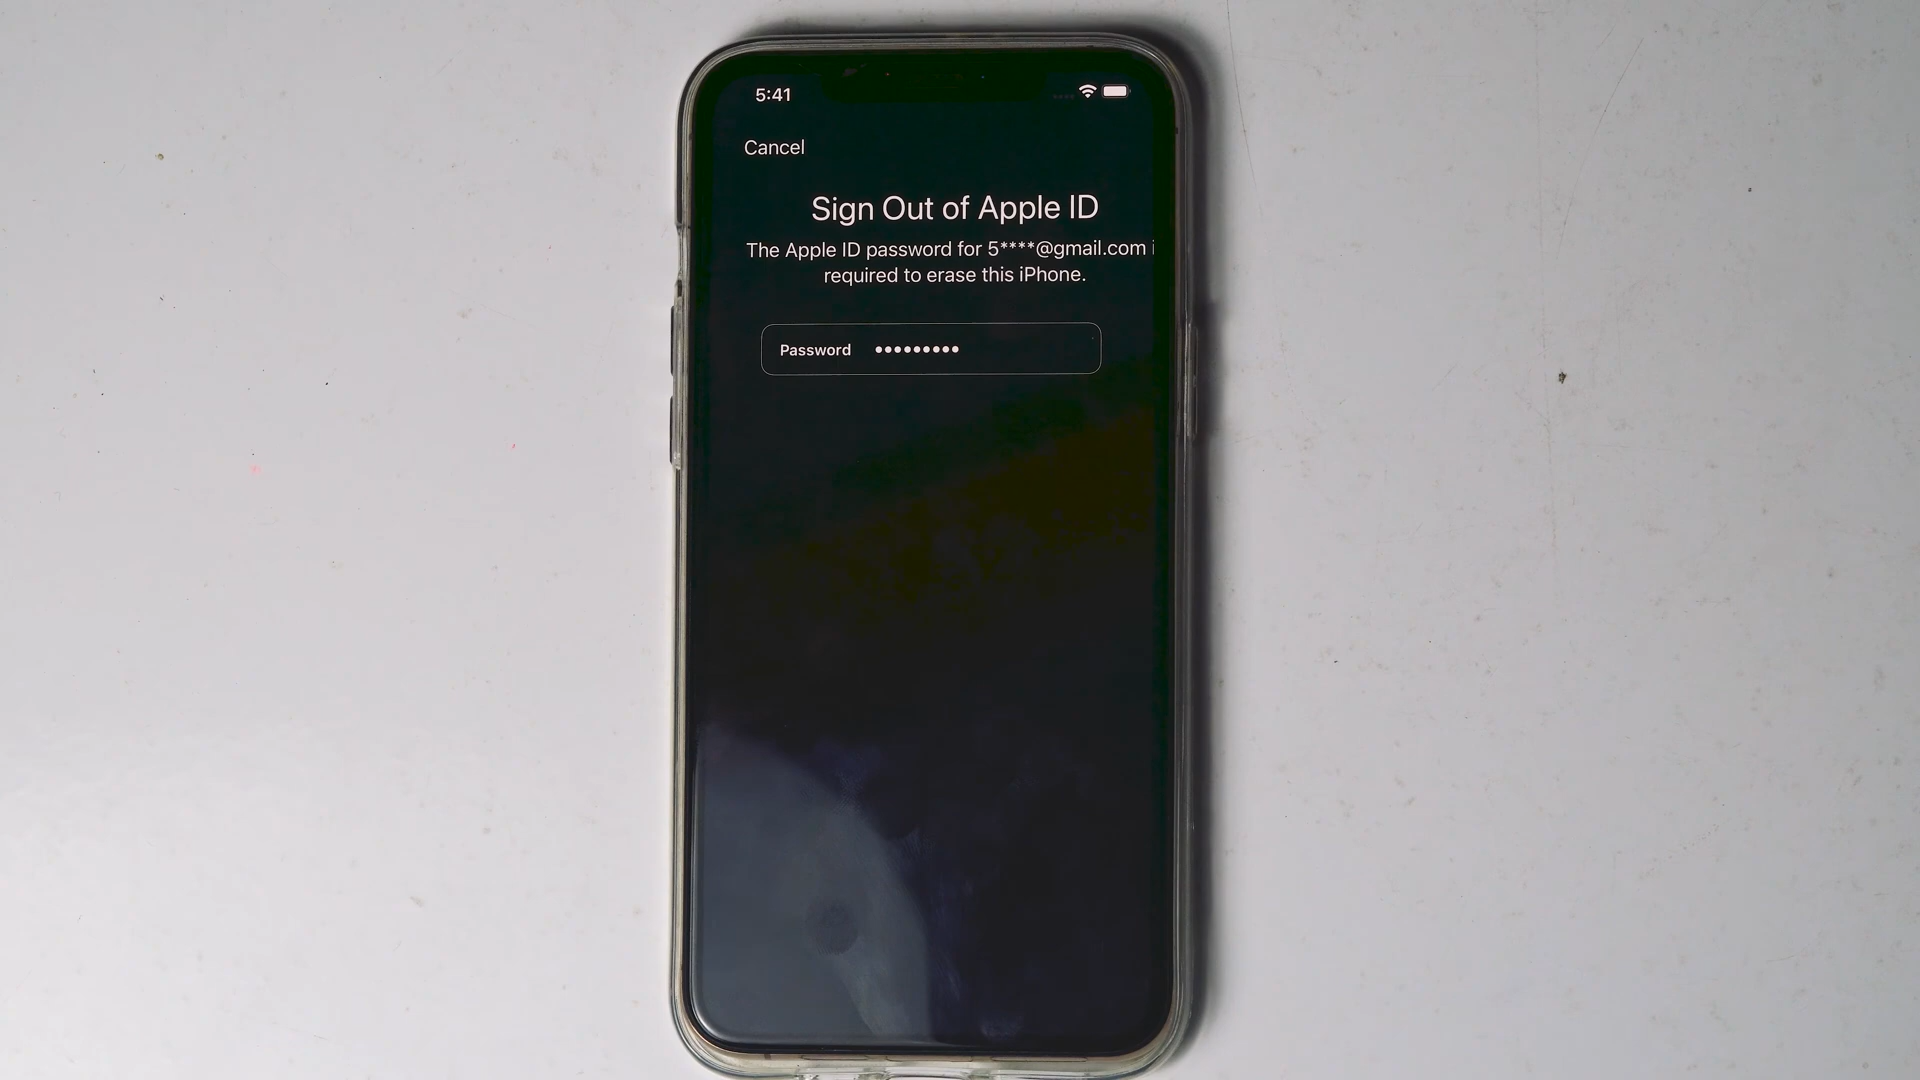 5:41
Cancel
Sign Out of Apple ID
The Apple ID password for 5****@gmail.com i
required to erase this iPhone.
Password •••••••••